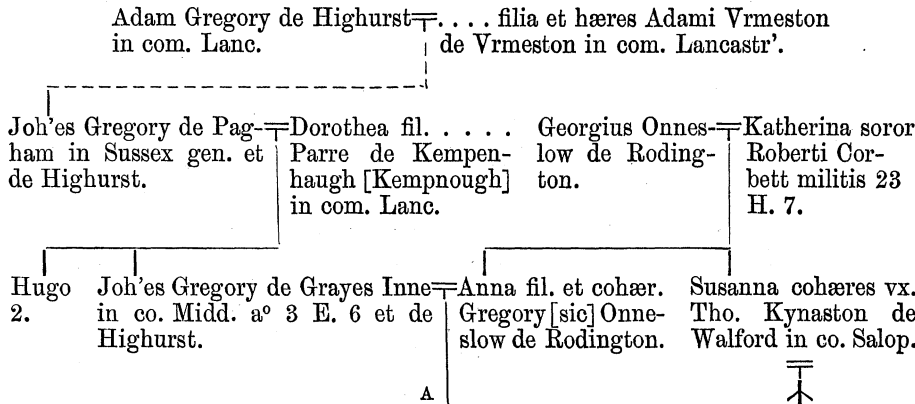 Adam Gregory de Highurst=. . . . filia et hæres Adami Vrmeston
in com. Lanc. de Vrmeston in com. Lancastr'.
Joh'es Gregory de Pag-=Dorothea fil. . . . . . Georgius Onnes-=Katherina soror
ham in Sussex gen. et Parre de Kempen- low de Roding- Roberti Cor-
de Highurst. haugh [Kempnough] ton. bett militis 23
in com. Lanc. H. 7.
Hugo Joh'es Gregory de Grayes Inne=Anna fil. et cohær. Susanna cohæres vx.
2. in co. Midd. aº 3 E. 6 et de Gregory [sic] Onne- Tho. Kynaston de
Highurst. slow de Rodington. Walford in co. Salop.
A